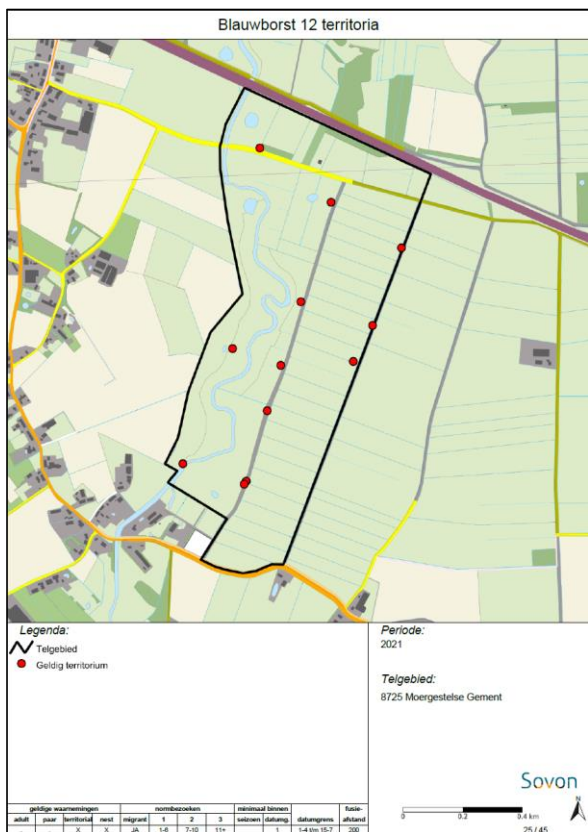 Blauwborst 12 territoria
Legenda:
Telgebied
Geldig territorium
Periode:
2021
Telgebied:
8725 Moergestelse Gement
Sovon
0 0.2 0.4 km
N
25 / 45
geldige waarnemingen normbezoeken minimaal binnen fusie-
adult paar territorial nest migrant 1 2 3 seizoen datumg. datumgrens afstand
- - X X JA 1-6 7-10 11+ 1 1-4 t/m 15-7 200